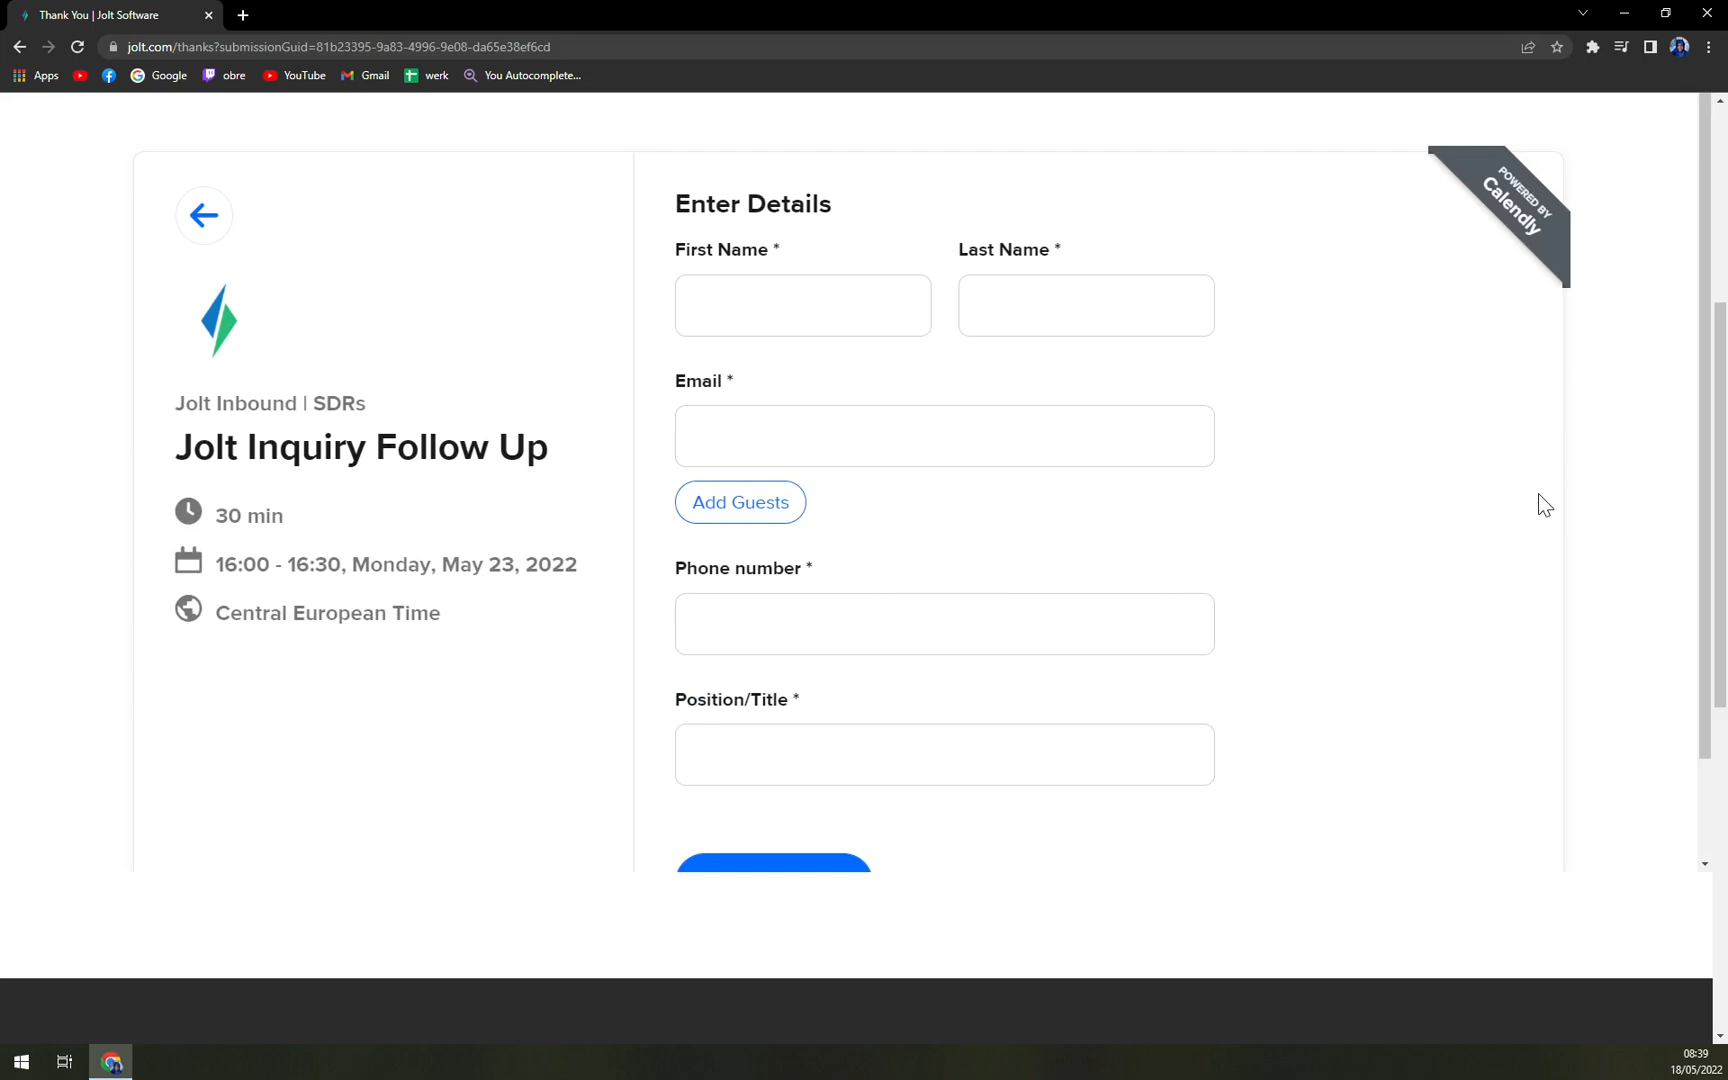 Thank You | Jolt Software
jolt.com/thanks?submissionGuid=81b23395-9a83-4996-9e08-da65e38ef6cd
Apps Google obre YouTube Gmail werk You Autocomplete...
POWERED BY
Calendly
Jolt Inbound | SDRs
Jolt Inquiry Follow Up
30 min
16:00 - 16:30, Monday, May 23, 2022
Central European Time
Enter Details
First Name * Last Name *
Email *
Add Guests
Phone number *
Position/Title *
08:39
18/05/2022